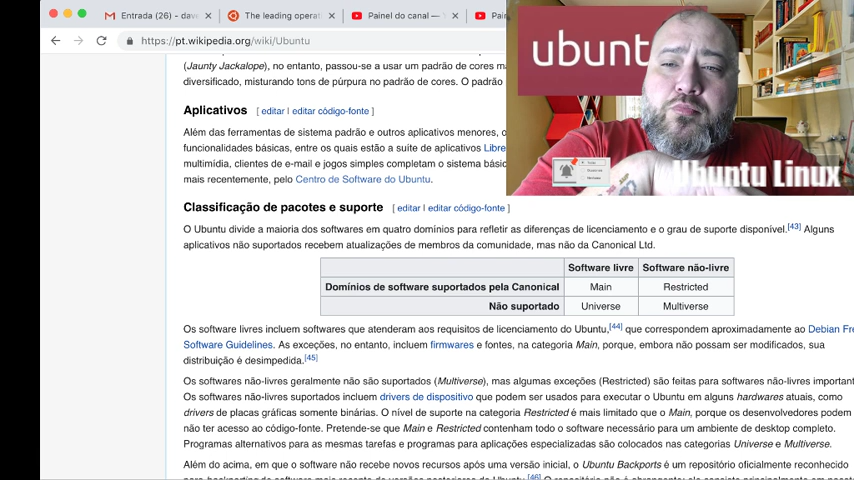 Entrada (26) - dav
The leading operat
Painel do canal —
Pain
https://pt.wikipedia.org/wiki/Ubuntu
(Jaunty Jackalope), no entanto, passou-se a usar um padrão de cores
diversificado, misturando tons de púrpura no padrão de cores. O padrão
ubuntu
Aplicativos [ editar | editar código-fonte ]
Além das ferramentas de sistema padrão e outros aplicativos menores,
funcionalidades básicas, entre os quais estão a suíte de aplicativos Libre
multimídia, clientes de e-mail e jogos simples completam o sistema
mais recentemente, pelo Centro de Software do Ubuntu.
Ubuntu Linux
Classificação de pacotes e suporte [ editar | editar código-fonte ]
O Ubuntu divide a maioria dos softwares em quatro domínios para refletir as diferenças de licenciamento e o grau de suporte disponível.[43] Alguns
aplicativos não suportados recebem atualizações de membros da comunidade, mas não da Canonical Ltd.
Software livre Software não-livre
Domínios de software suportados pela Canonical Main Restricted
Não suportado Universe Multiverse
Os software livres incluem softwares que atenderam aos requisitos de licenciamento do Ubuntu,[44] que correspondem aproximadamente ao Debian Fre
Software Guidelines. As exceções, no entanto, incluem firmwares e fontes, na categoria Main, porque, embora não possam ser modificados, sua
distribuição é desimpedida.[45]
Os softwares não-livres geralmente não são suportados (Multiverse), mas algumas exceções (Restricted) são feitas para softwares não-livres important
Os softwares não-livres suportados incluem drivers de dispositivo que podem ser usados para executar o Ubuntu em alguns hardwares atuais, como
drivers de placas gráficas somente binárias. O nível de suporte na categoria Restricted é mais limitado que o Main, porque os desenvolvedores podem
não ter acesso ao código-fonte. Pretende-se que Main e Restricted contenham todo o software necessário para um ambiente de desktop completo.
Programas alternativos para as mesmas tarefas e programas para aplicações especializadas são colocados nas categorias Universe e Multiverse.
Além do acima, em que o software não recebe novos recursos após uma versão inicial, o Ubuntu Backports é um repositório oficialmente reconhecido